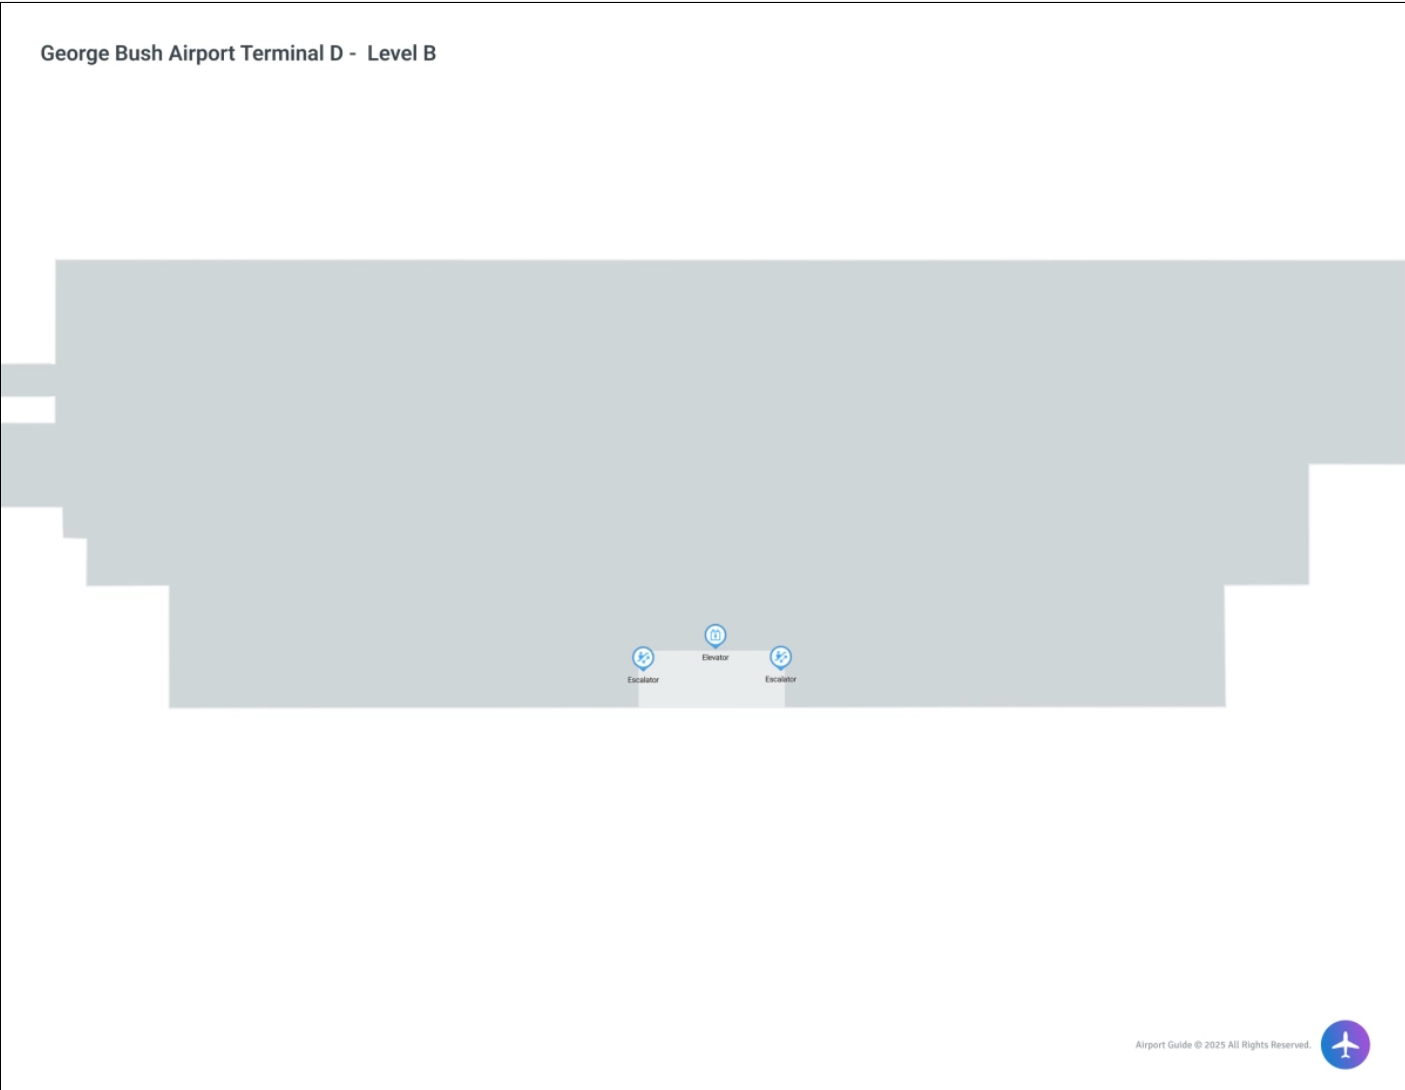 George Bush Airport Terminal D - Level B
Elevator
Escalator
Escalator
Airport Guide © 2025 All Rights Reserved.